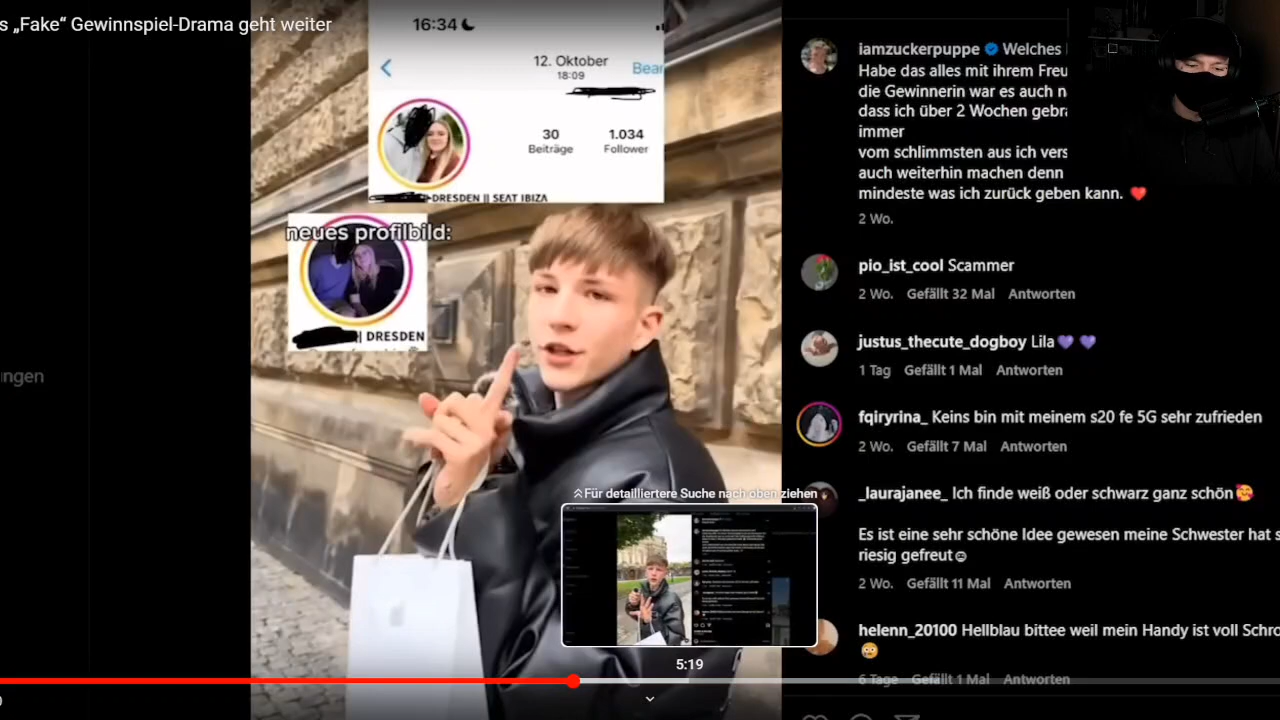 s „Fake“ Gewinnspiel-Drama geht weiter
16:34
12. Oktober
18:09
Bear
30
1.034
Beiträge
Follower
DRESDEN || SEAT IBIZA
neues profilbild:
| DRESDEN
ungen
iamzuckerpuppe Welches
Habe das alles mit ihrem Freu
die Gewinnerin war es auch n
dass ich über 2 Wochen gebra
immer
vom schlimmsten aus ich vers
auch weiterhin machen denn
mindeste was ich zurück geben kann. ❤️
2 Wo.
pio_ist_cool Scammer
2 Wo. Gefällt 32 Mal Antworten
justus_thecute_dogboy Lila💜💜
1 Tag Gefällt 1 Mal Antworten
fqiryrina_ Keins bin mit meinem s20 fe 5G sehr zufrieden
2 Wo. Gefällt 7 Mal Antworten
_laurajanee_ Ich finde weiß oder schwarz ganz schön🥰
Es ist eine sehr schöne Idee gewesen meine Schwester hat s
riesig gefreut☺
2 Wo. Gefällt 11 Mal Antworten
helenn_20100 Hellblau bittee weil mein Handy ist voll Schro
😳
6 Tage Gefällt 1 Mal Antworten
Für detailliertere Suche nach oben ziehen
5:19